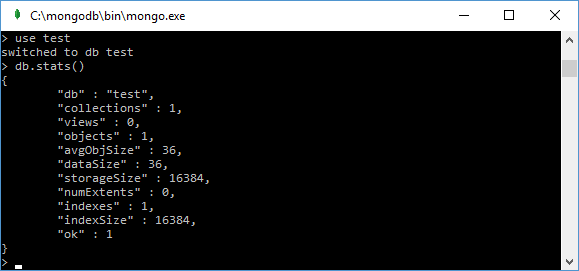 C:\mongodb\bin\mongo.exe
> use test
switched to db test
> db.stats()
{
        "db" : "test",
        "collections" : 1,
        "views" : 0,
        "objects" : 1,
        "avgObjSize" : 36,
        "dataSize" : 36,
        "storageSize" : 16384,
        "numExtents" : 0,
        "indexes" : 1,
        "indexSize" : 16384,
        "ok" : 1
}
>